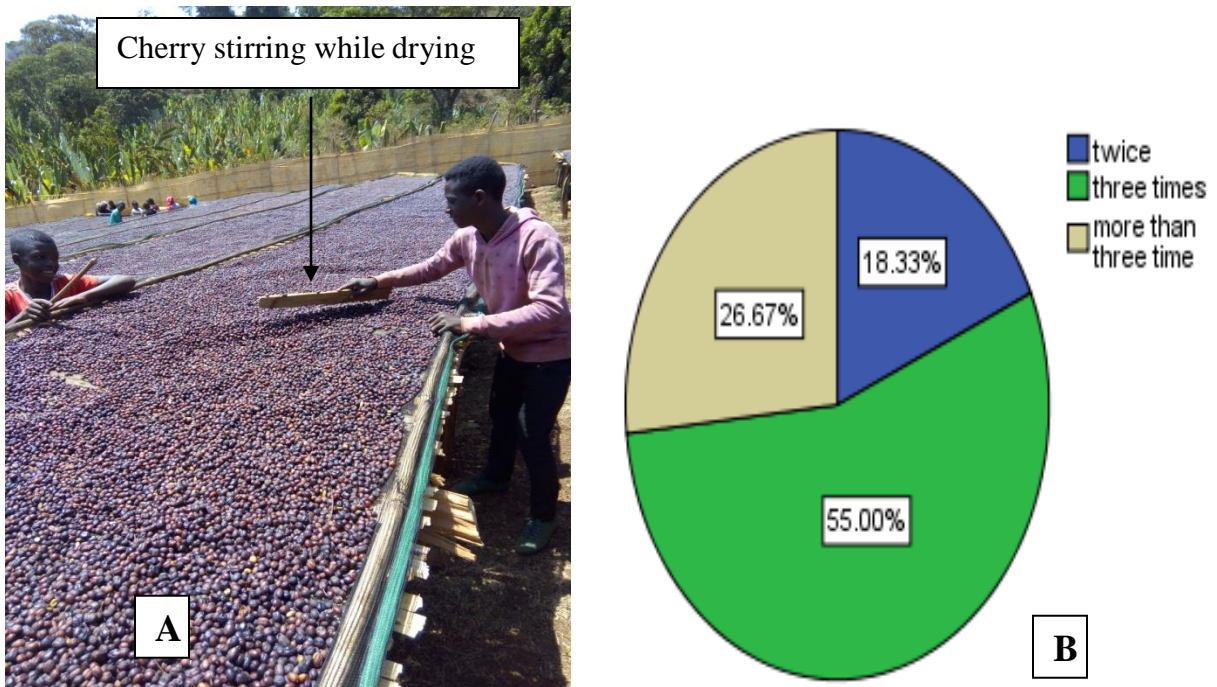 Cherry stirring while drying
A
twice
three times
more than
three time
18.33%
26.67%
55.00%
B